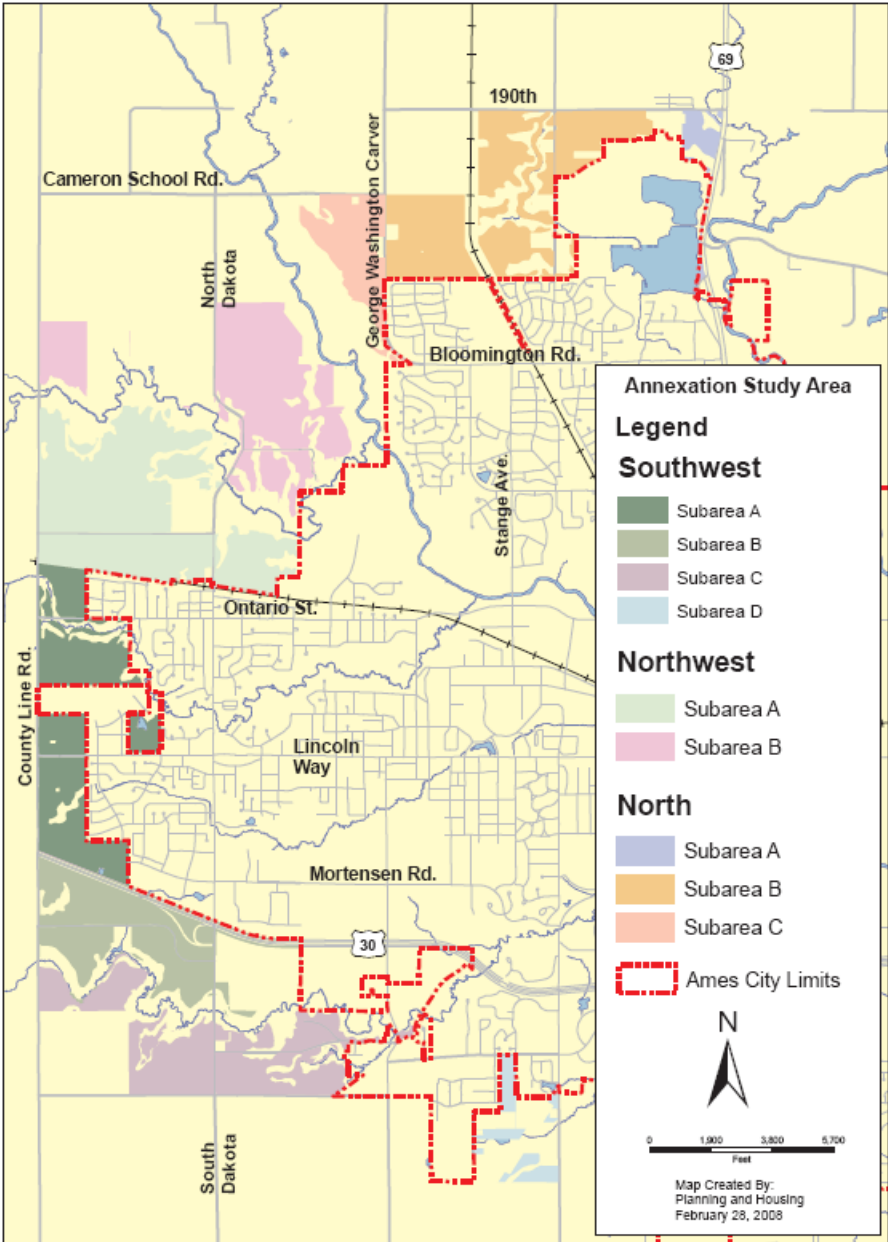 69
190th
George Washington Carver
Cameron School Rd.
North
Dakota
Bloomington Rd.
Stange Ave.
Ontario St.
County Line Rd.
Lincoln
Way
Mortensen Rd.
30
South
Dakota
Annexation Study Area
Legend
Southwest
Subarea A
Subarea B
Subarea C
Subarea D
Northwest
Subarea A
Subarea B
North
Subarea A
Subarea B
Subarea C
Ames City Limits
N
0 1,900 3,800 5,700
Feet
Map Created By:
Planning and Housing
February 28, 2008